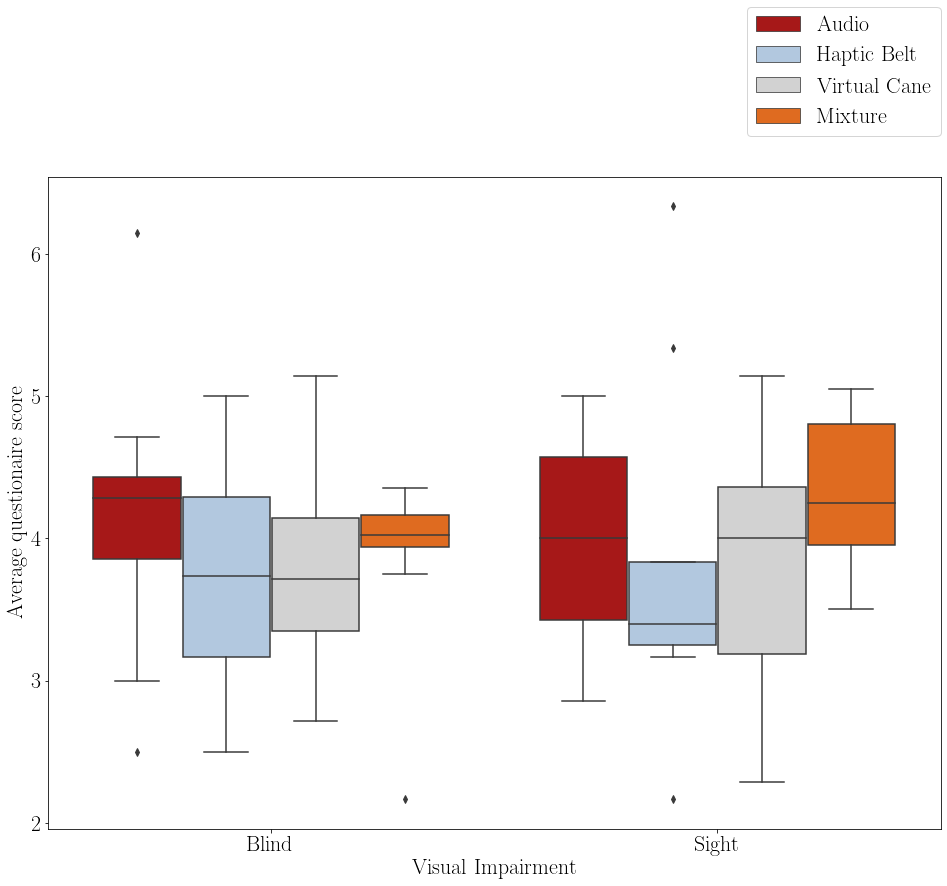 Audio
Haptic Belt
Virtual Cane
Mixture
6
5
4
3
2
Average questionaire score
Blind
Sight
Visual Impairment